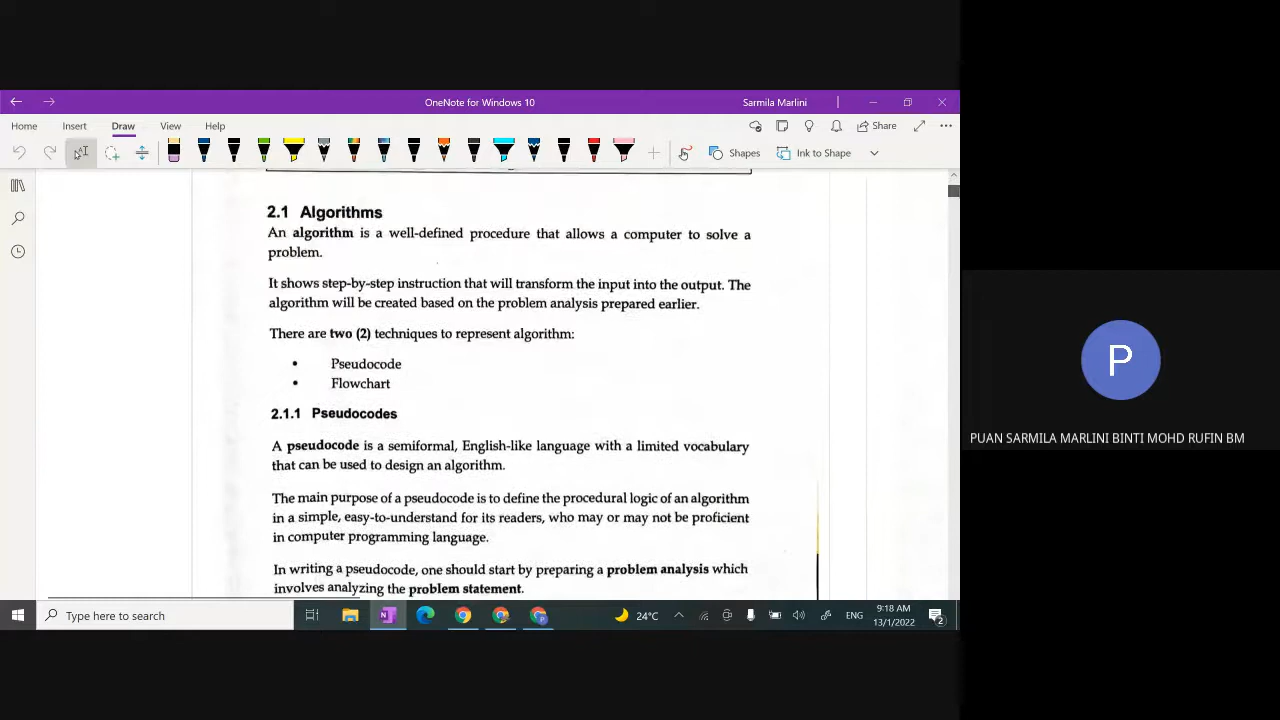 OneNote for Windows 10
Sarmila Marlini
Home
Insert
Draw
View
Help
Share
Shapes
Ink to Shape
2.1 Algorithms
An algorithm is a well-defined procedure that allows a computer to solve a
problem.
It shows step-by-step instruction that will transform the input into the output. The
algorithm will be created based on the problem analysis prepared earlier.
There are two (2) techniques to represent algorithm:
• Pseudocode
• Flowchart
2.1.1 Pseudocodes
A pseudocode is a semiformal, English-like language with a limited vocabulary
that can be used to design an algorithm.
The main purpose of a pseudocode is to define the procedural logic of an algorithm
in a simple, easy-to-understand for its readers, who may or may not be proficient
in computer programming language.
In writing a pseudocode, one should start by preparing a problem analysis which
involves analyzing the problem statement.
P
PUAN SARMILA MARLINI BINTI MOHD RUFIN BM
Type here to search
24°C
ENG
9:18 AM
13/1/2022
2